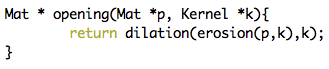 Mat * opening(Mat *p, Kernel *k){
        return dilation(erosion(p,k),k);
}